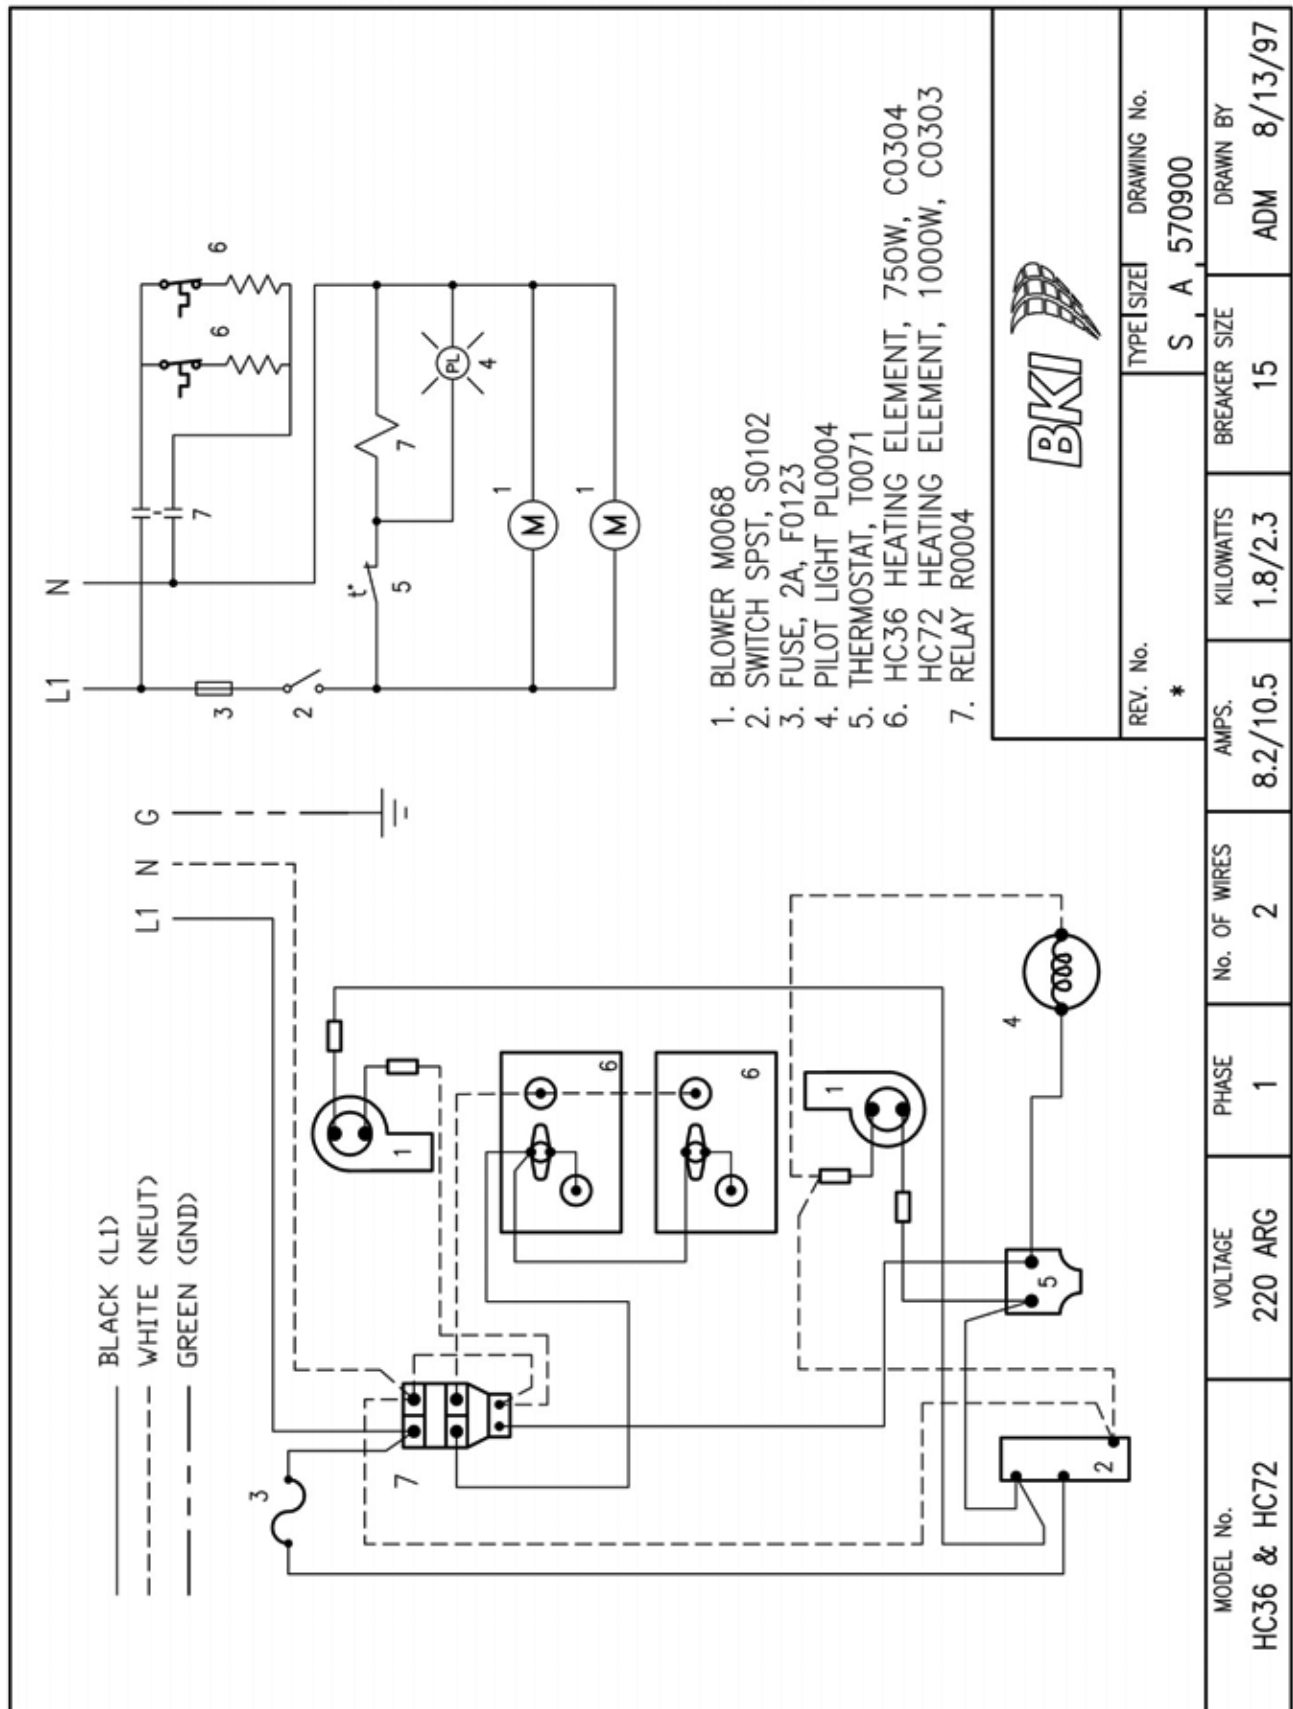 BLACK (L1)
WHITE (NEUT)
GREEN (GND)
L1 N G
L1 N
3
7
1
6
6
1
2
5
4
3
2
7
6
6
t°
5
7
PL
4
M
1
M
1
1. BLOWER M0068
2. SWITCH SPST, S0102
3. FUSE, 2A, F0123
4. PILOT LIGHT PL0004
5. THERMOSTAT, T0071
6. HC36 HEATING ELEMENT, 750W, C0304
HC72 HEATING ELEMENT, 1000W, C0303
7. RELAY R0004
BKI
REV. No. TYPE SIZE DRAWING No.
* S A 570900
MODEL No. VOLTAGE PHASE No. OF WIRES AMPS. KILOWATTS BREAKER SIZE DRAWN BY
HC36 & HC72 220 ARG 1 2 8.2/10.5 1.8/2.3 15 ADM 8/13/97